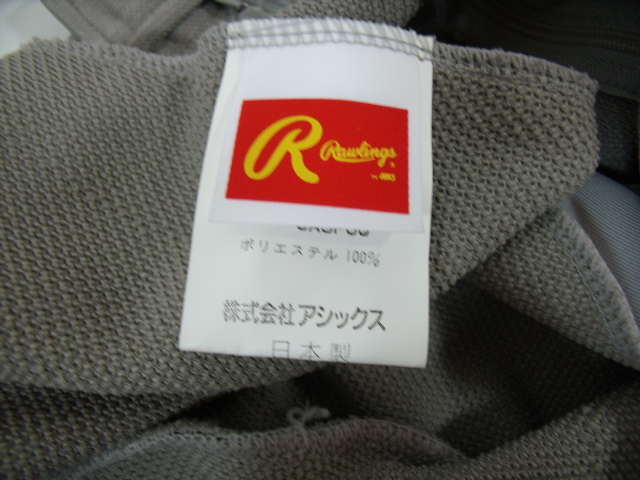 R Rawlings
ポリエステル 100%
株式会社アシックス
日本製